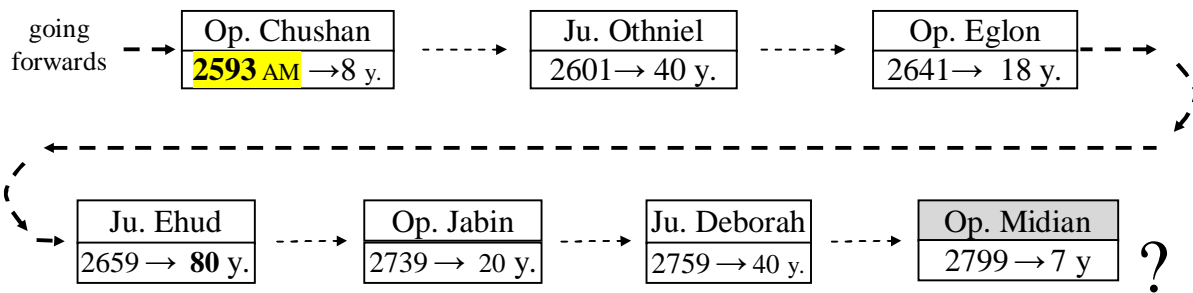 going
forwards
Op. Chushan
2593 AM →8 y.
Ju. Othniel
2601→ 40 y.
Op. Eglon
2641→ 18 y.
Ju. Ehud
2659 → 80 y.
Op. Jabin
2739 → 20 y.
Ju. Deborah
2759 → 40 y.
Op. Midian
2799 → 7 y
?